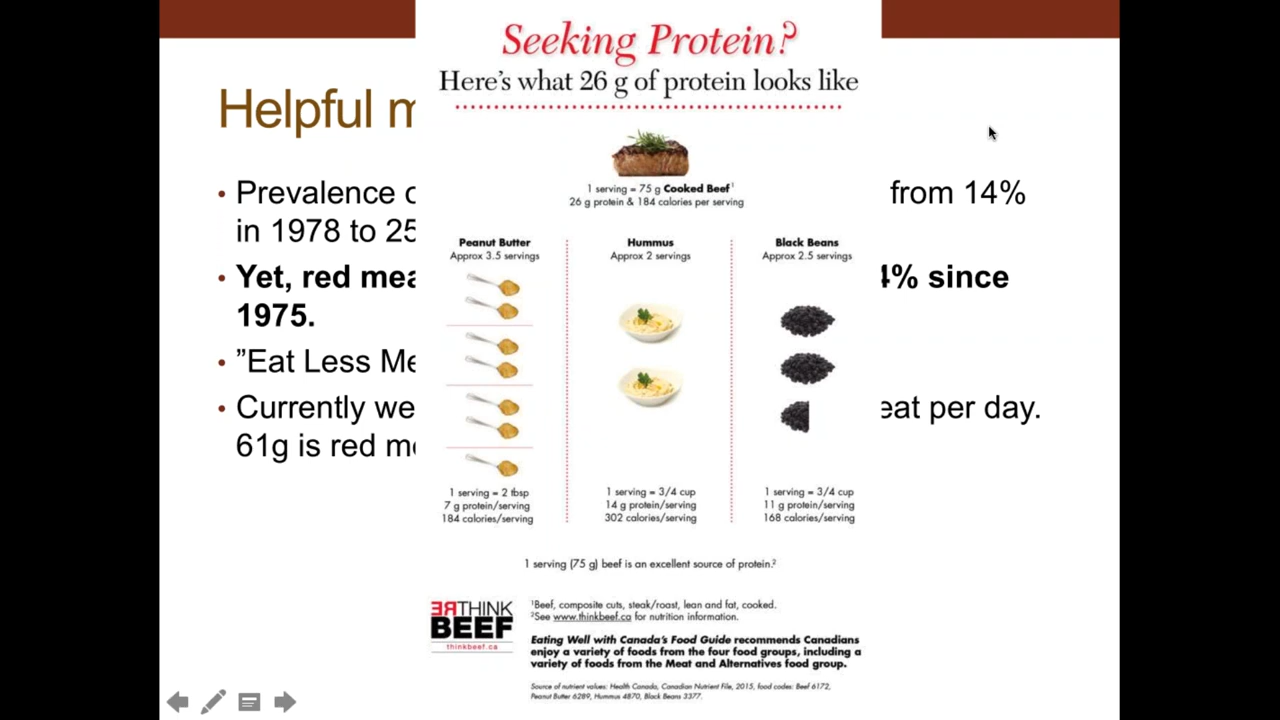 Seeking Protein?
Here's what 26 g of protein looks like
1 serving = 75 g Cooked Beef¹
26 g protein & 184 calories per serving
Peanut Butter
Approx 3.5 servings
1 serving = 2 tbsp
7 g protein/serving
184 calories/serving
Hummus
Approx 2 servings
1 serving = 3/4 cup
14 g protein/serving
302 calories/serving
Black Beans
Approx 2.5 servings
1 serving = 3/4 cup
11 g protein/serving
168 calories/serving
1 serving (75 g) beef is an excellent source of protein.²
RETHINK
BEEF
thinkbeef.ca
¹Beef, composite cuts, steak/roast, lean and fat, cooked.
²See www.thinkbeef.ca for nutrition information.
Eating Well with Canada's Food Guide recommends Canadians
enjoy a variety of foods from the four food groups, including a
variety of foods from the Meat and Alternatives food group.
Source of nutrient values: Health Canada, Canadian Nutrient File, 2015, food codes: Beef 6172,
Peanut Butter 6289, Hummus 4870, Black Beans 3377.
Helpful
• Prevalence from 14%
in 1978 to 25
• Yet, red 4% since
1975.
• ”Eat Less
• Currently we per day.
61g is red